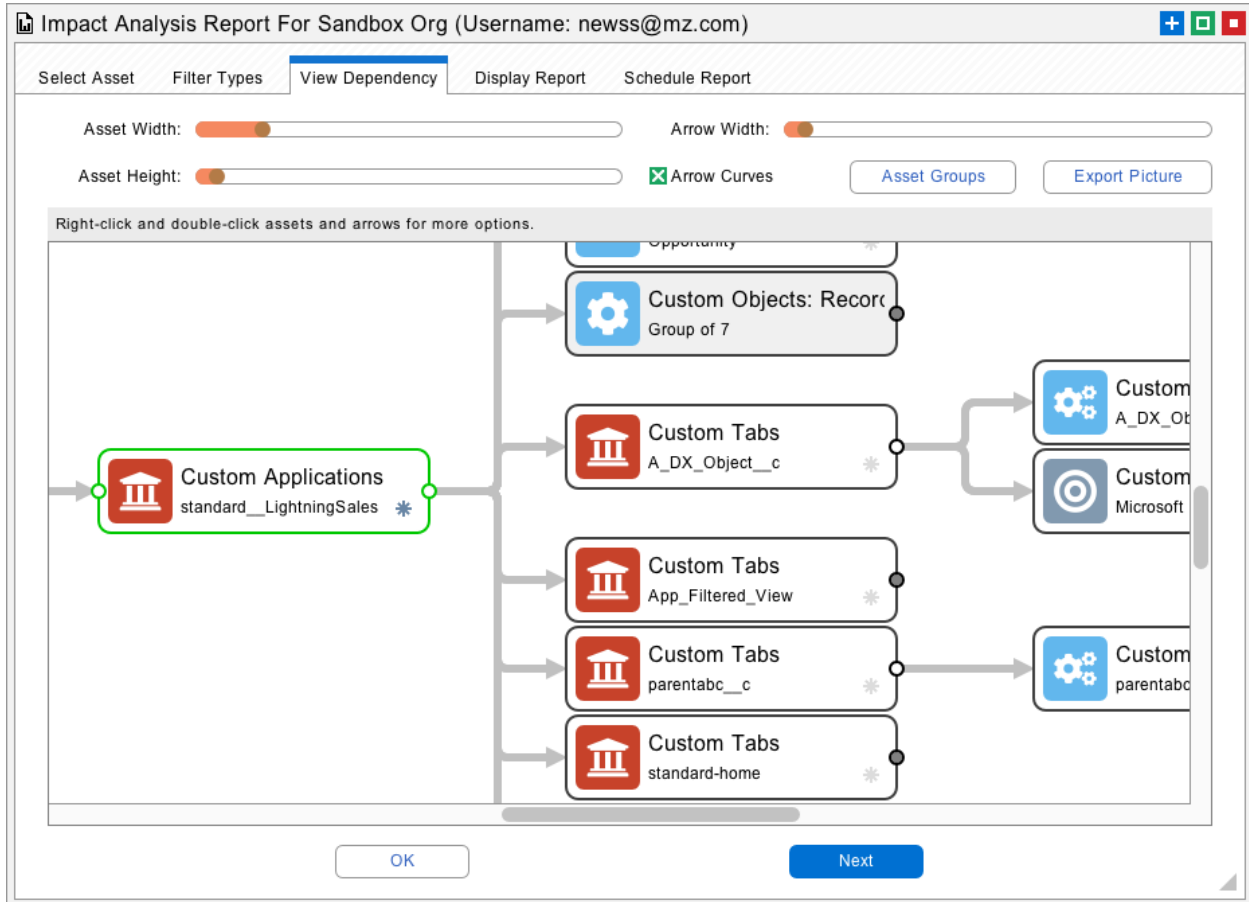 Impact Analysis Report For Sandbox Org (Username: newss@mz.com)
Select Asset Filter Types View Dependency Display Report Schedule Report
Asset Width: Arrow Width:
Asset Height: Arrow Curves Asset Groups Export Picture
Right-click and double-click assets and arrows for more options.
Opportunity
Custom Objects: Recor
Group of 7
Custom
A_DX_Ob
Custom Tabs
A_DX_Object__c
Custom Applications
standard__LightningSales
Custom
Microsoft
Custom Tabs
App_Filtered_View
Custom Tabs
parentabc__c
Custom
parentabc
Custom Tabs
standard-home
OK Next